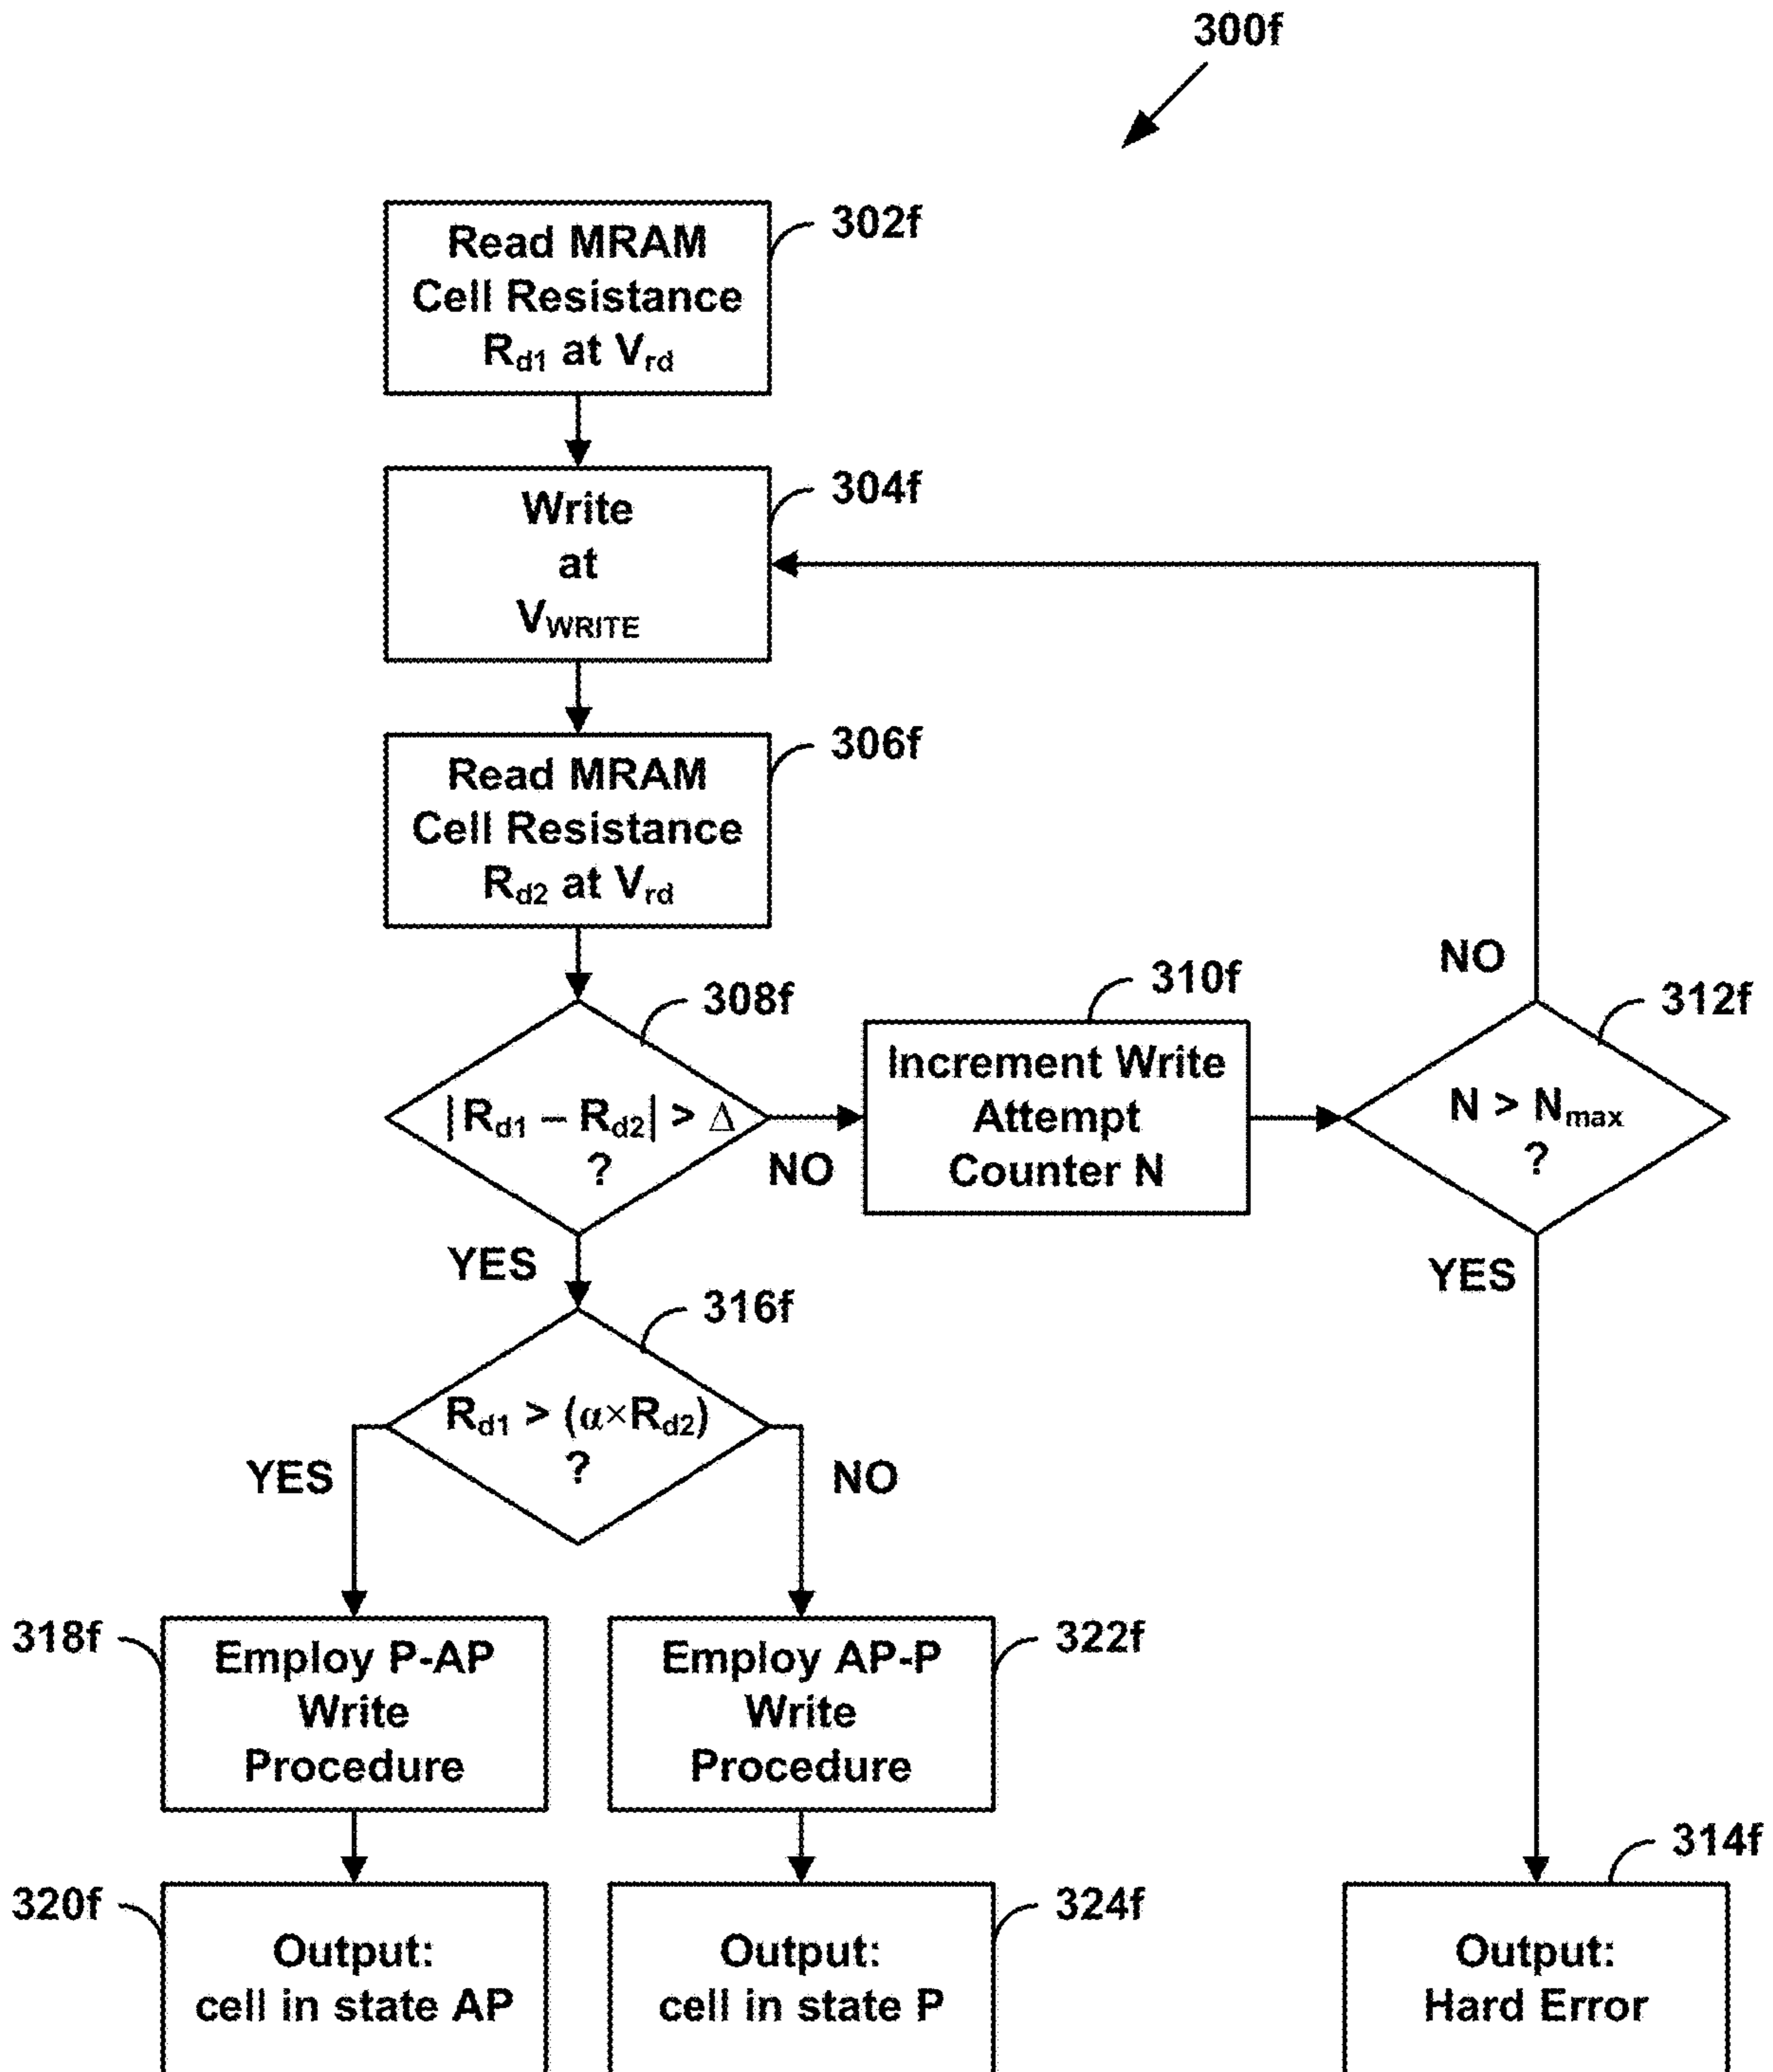 300f
302f
Read MRAM
Cell Resistance
Rd1 at Vrd
304f
Write
at
VWRITE
306f
Read MRAM
Cell Resistance
Rd2 at Vrd
308f
|Rd1 – Rd2| > Δ
?
NO
YES
310f
Increment Write
Attempt
Counter N
312f
NO
N > Nmax
?
YES
316f
Rd1 > (α×Rd2)
?
YES
NO
318f
Employ P-AP
Write
Procedure
322f
Employ AP-P
Write
Procedure
320f
Output:
cell in state AP
324f
Output:
cell in state P
314f
Output:
Hard Error